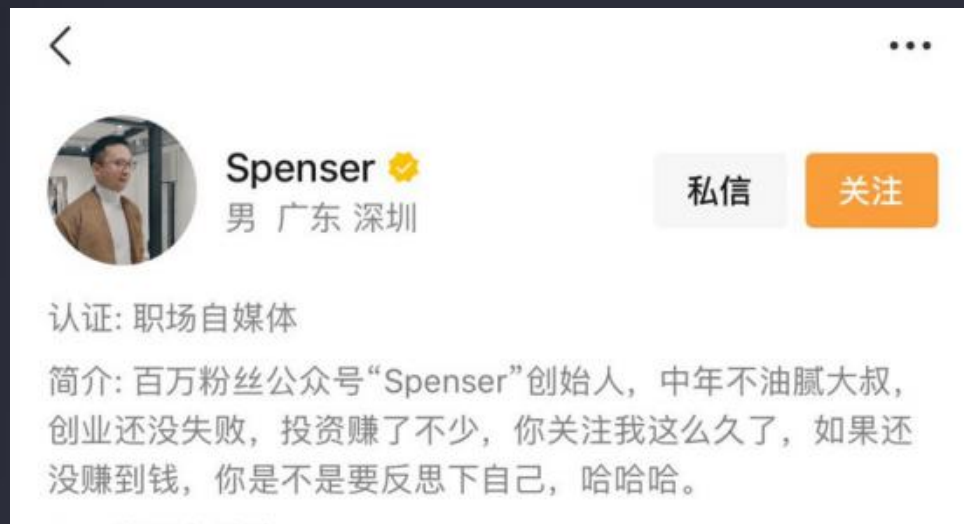 Spenser
私信
关注
男 广东 深圳
认证: 职场自媒体
简介: 百万粉丝公众号“Spenser”创始人，中年不油腻大叔，
创业还没失败，投资赚了不少，你关注我这么久了，如果还
没赚到钱，你是不是要反思下自己，哈哈哈。